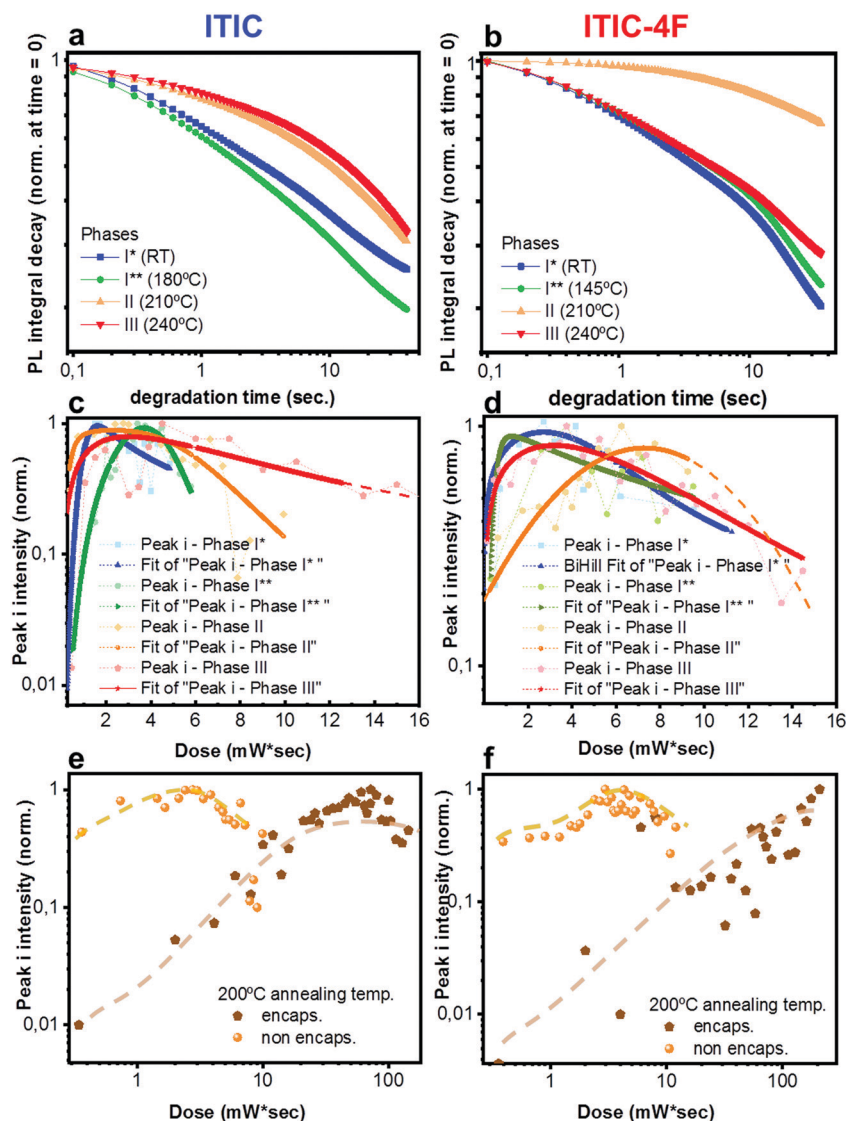 ITIC
ITIC-4F
a
b
PL integral decay (norm. at time = 0)
1
Phases
I* (RT)
I** (180ºC)
II (210ºC)
III (240ºC)
0,1
1
10
degradation time (sec.)
PL integral decay (norm. at time = 0)
1
Phases
I* (RT)
I** (145ºC)
II (210ºC)
III (240ºC)
0,1
1
10
degradation time (sec)
c
d
Peak i intensity (norm.)
1
0,1
0,01
Peak i - Phase I*
Fit of "Peak i - Phase I* "
Peak i - Phase I**
Fit of "Peak i - Phase I** "
Peak i - Phase II
Fit of "Peak i - Phase II"
Peak i - Phase III
Fit of "Peak i - Phase III"
2 4 6 8 10 12 14 16
Dose (mW*sec)
Peak i intensity (norm.)
1
0,1
Peak i - Phase I*
BiHill Fit of "Peak i - Phase I* "
Peak i - Phase I**
Fit of "Peak i - Phase I** "
Peak i - Phase II
Fit of "Peak i - Phase II"
Peak i - Phase III
Fit of "Peak i - Phase III"
0 2 4 6 8 10 12 14 16
Dose (mW*sec)
e
f
Peak i intensity (norm.)
1
0,1
0,01
200ºC annealing temp.
encaps.
non encaps.
1
10
100
Dose (mW*sec)
Peak i intensity (norm.)
1
0,1
0,01
200ºC annealing temp.
encaps.
non encaps.
1
10
100
Dose (mW*sec)